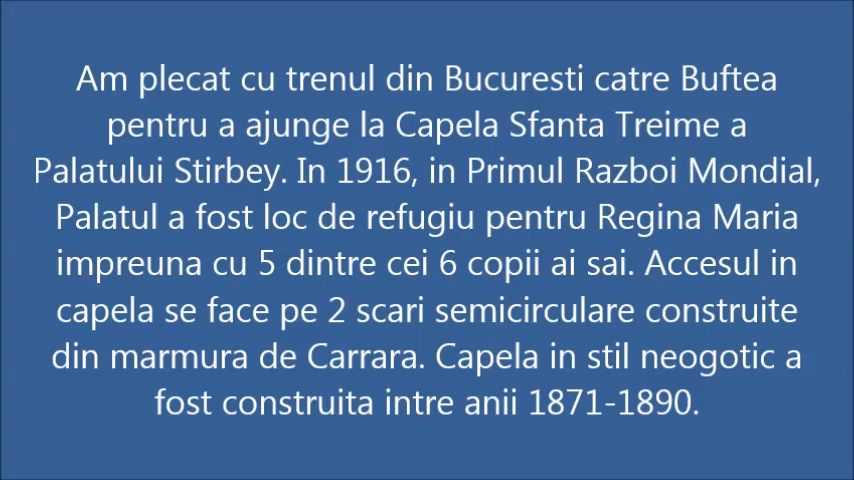 Am plecat cu trenul din Bucuresti catre Buftea
pentru a ajunge la Capela Sfanta Treime a
Palatului Stirbey. In 1916, in Primul Razboi Mondial,
Palatul a fost loc de refugiu pentru Regina Maria
impreuna cu 5 dintre cei 6 copii ai sai. Accesul in
capela se face pe 2 scari semicirculare construite
din marmura de Carrara. Capela in stil neogotic a
fost construita intre anii 1871-1890.